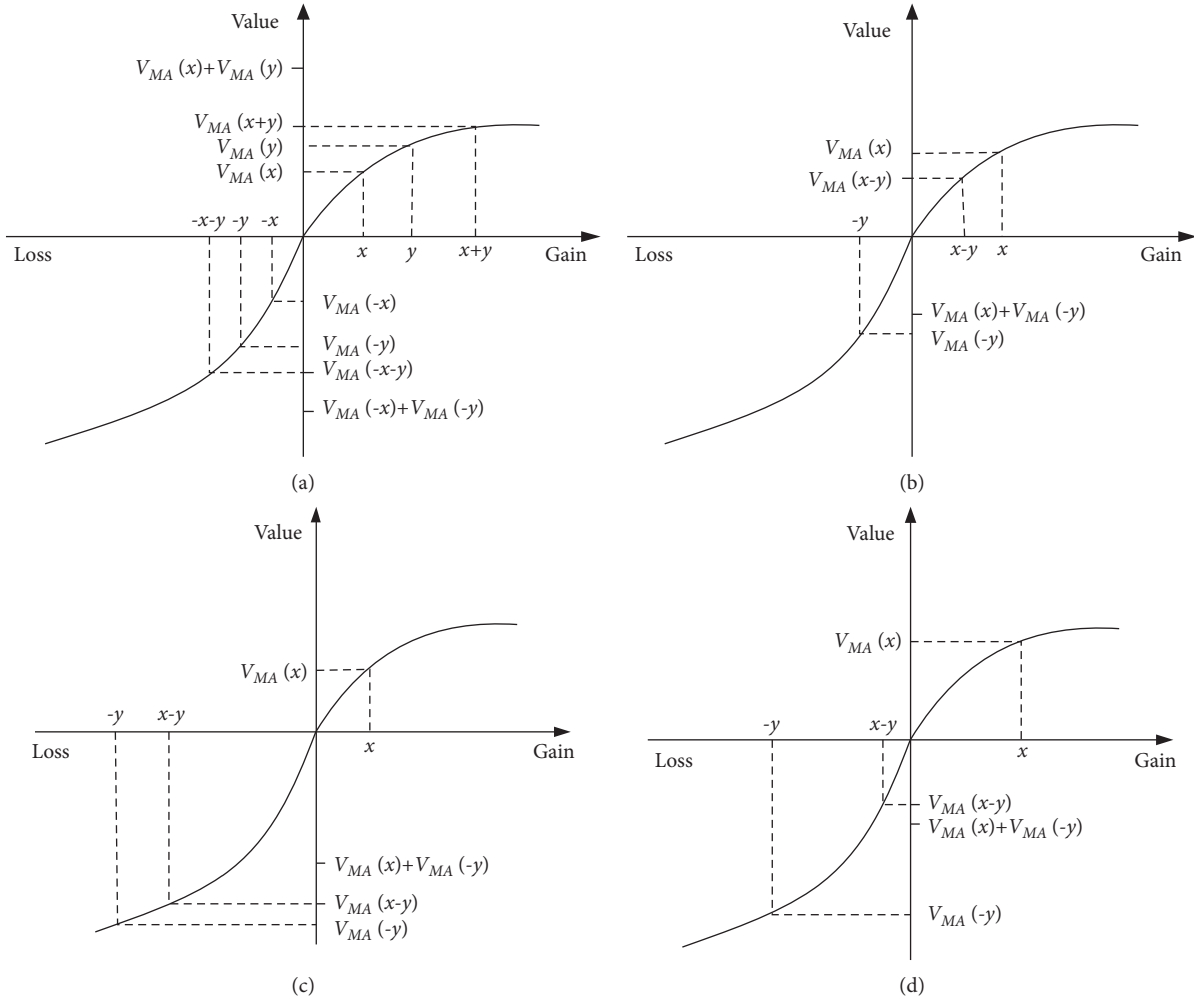 Value
V_MA (x)+V_MA (y)
V_MA (x+y)
V_MA (y)
V_MA (x)
-x-y -y -x
x y x+y
Loss Gain
V_MA (-x)
V_MA (-y)
V_MA (-x-y)
V_MA (-x)+V_MA (-y)
(a)
Value
V_MA (x)
V_MA (x-y)
-y
x-y x
Loss Gain
V_MA (x)+V_MA (-y)
V_MA (-y)
(b)
Value
V_MA (x)
-y x-y
x
Loss Gain
V_MA (x)+V_MA (-y)
V_MA (x-y)
V_MA (-y)
(c)
Value
V_MA (x)
-y x-y
x
Loss Gain
V_MA (x-y)
V_MA (x)+V_MA (-y)
V_MA (-y)
(d)